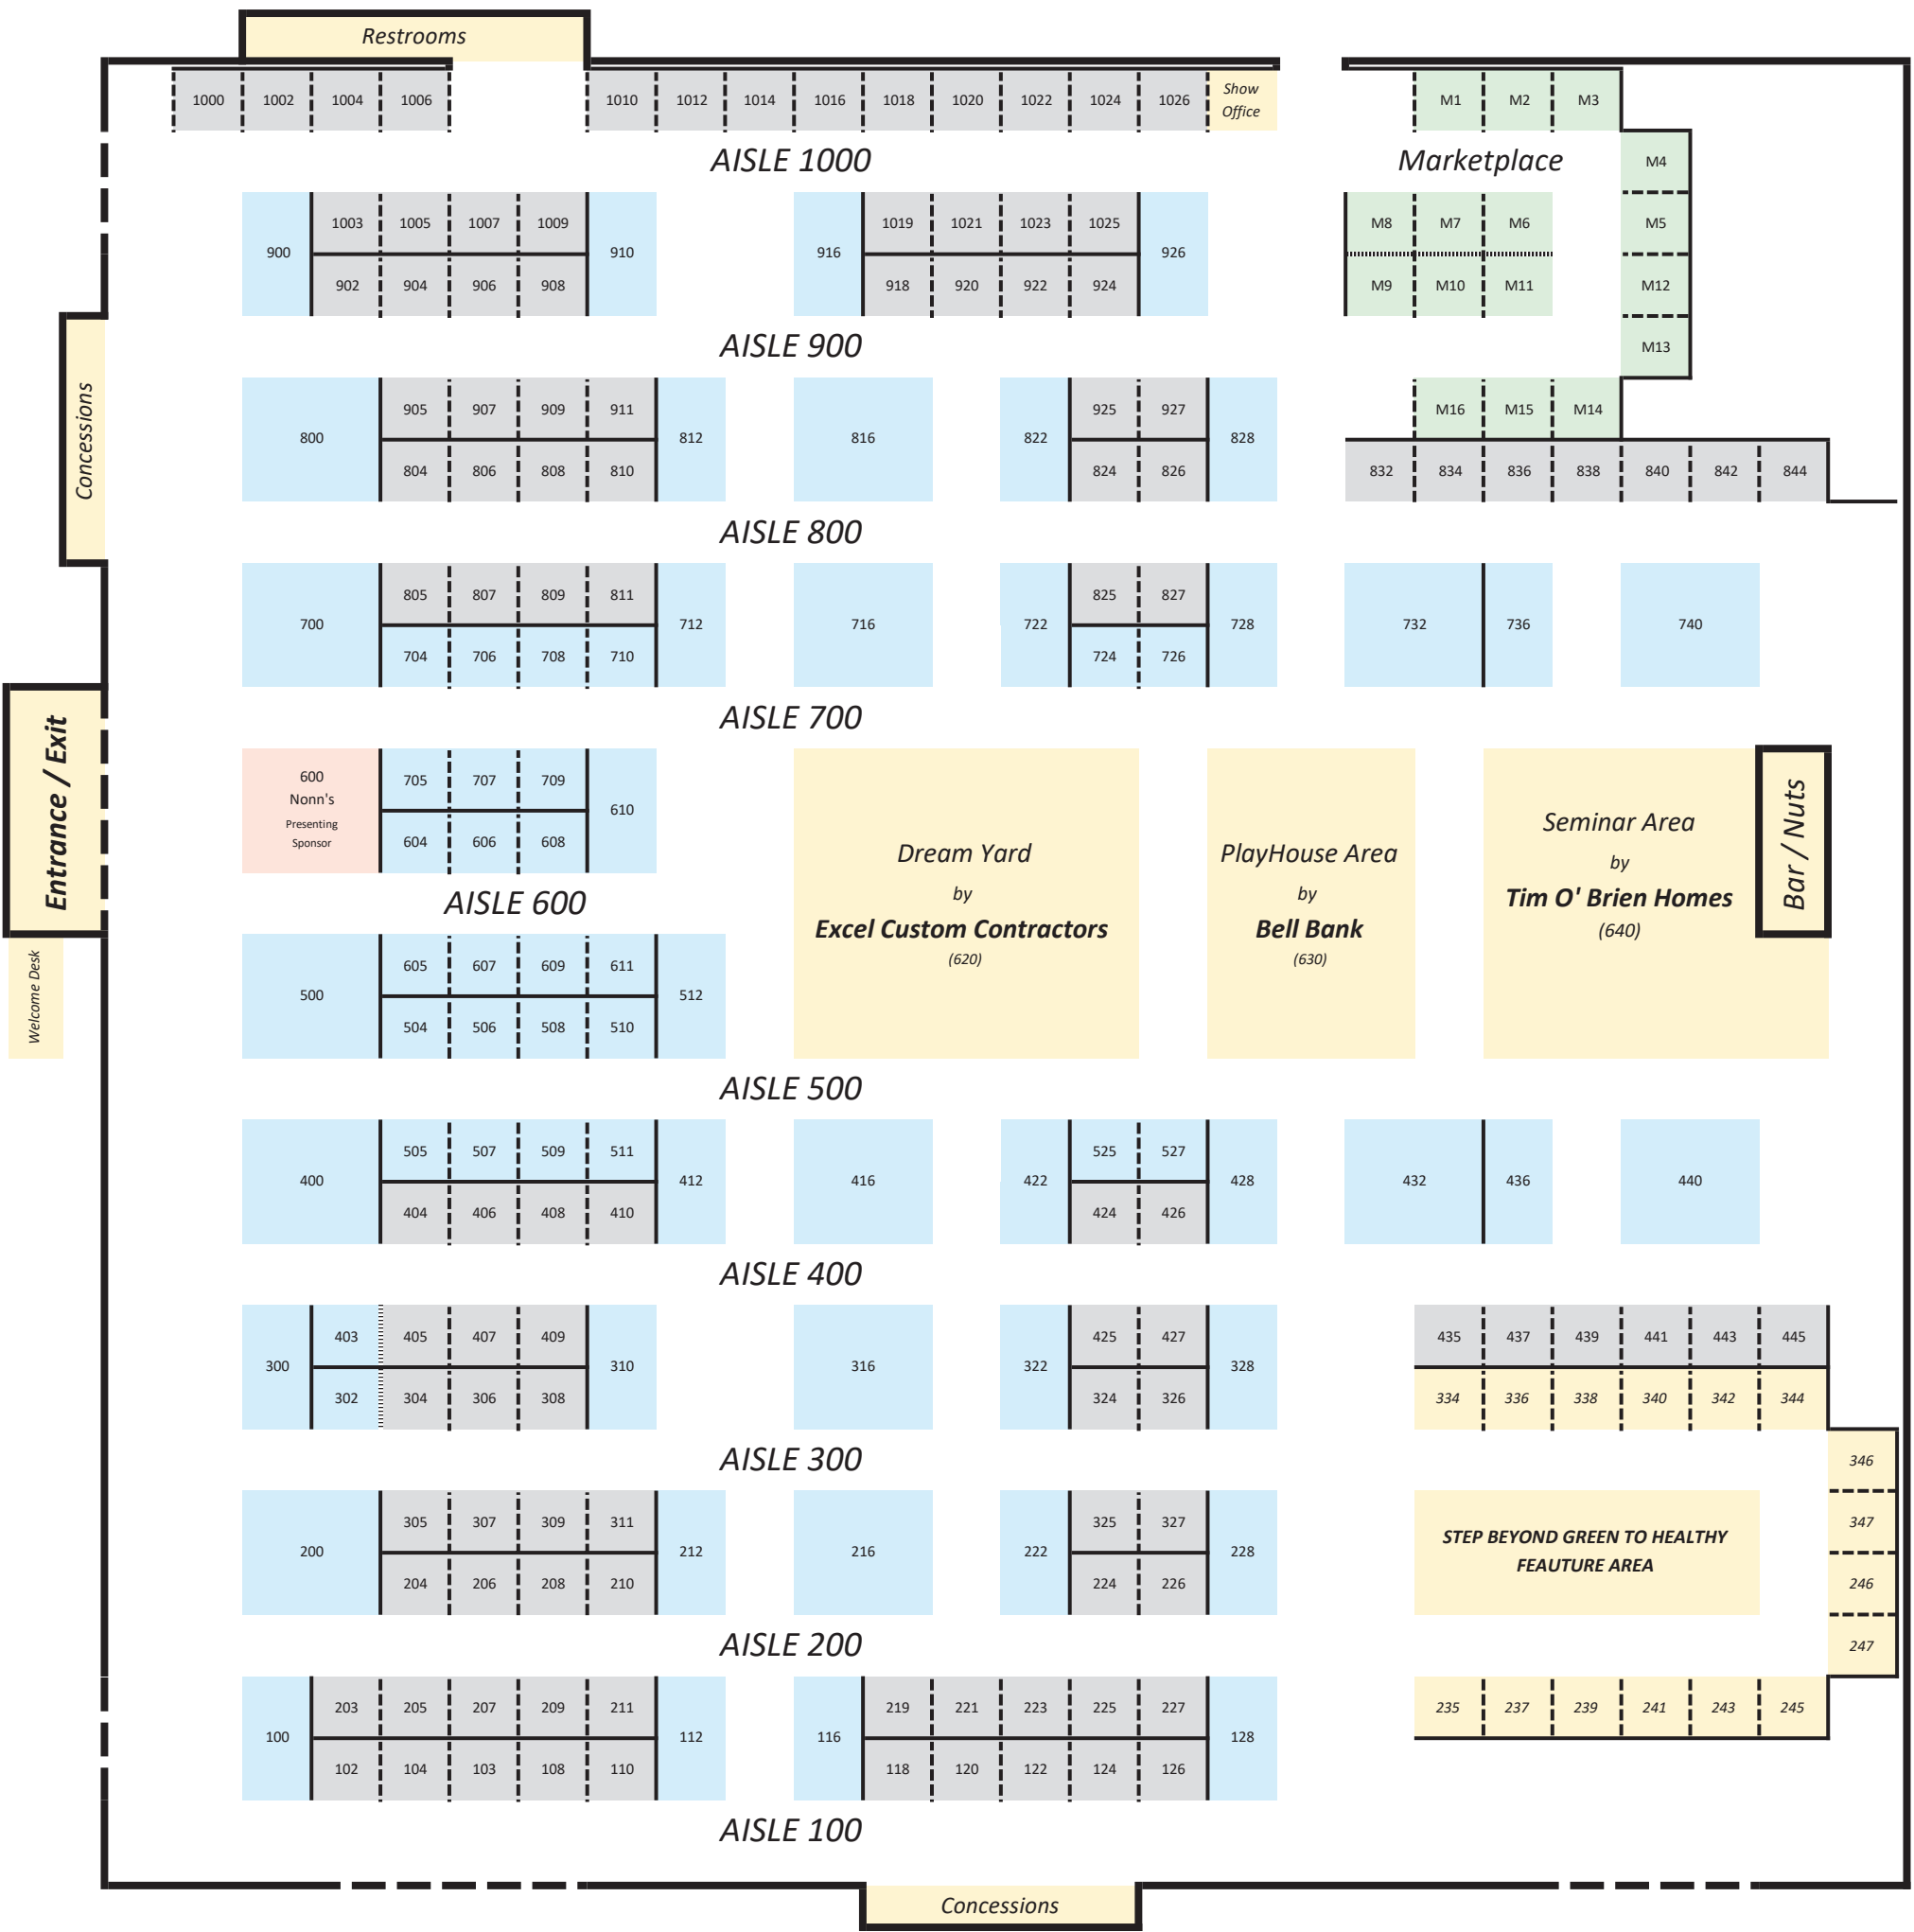 Restrooms
1000 1002 1004 1006 1010 1012 1014 1016 1018 1020 1022 1024 1026 Show Office M1 M2 M3
AISLE 1000 Marketplace M4
900 1003 1005 1007 1009 910 916 1019 1021 1023 1025 926 M8 M7 M6 M5
902 904 906 908 918 920 922 924 M9 M10 M11 M12
AISLE 900 M13
Concessions
800 905 907 909 911 812 816 822 925 927 828 M16 M15 M14
804 806 808 810 824 826 832 834 836 838 840 842 844
AISLE 800
700 805 807 809 811 712 716 722 825 827 728 732 736 740
704 706 708 710 724 726
AISLE 700
Entrance / Exit
600
Nonn's
Presenting
Sponsor
705 707 709 610
604 606 608
Dream Yard
by
Excel Custom Contractors
(620)
PlayHouse Area
by
Bell Bank
(630)
Seminar Area
by
Tim O' Brien Homes
(640)
Bar / Nuts
AISLE 600
Welcome Desk
500 605 607 609 611 512
504 506 508 510
AISLE 500
400 505 507 509 511 412 416 422 525 527 428 432 436 440
404 406 408 410 424 426
AISLE 400
300 403 405 407 409 310 316 322 425 427 328 435 437 439 441 443 445
302 304 306 308 324 326 334 336 338 340 342 344
AISLE 300 346
200 305 307 309 311 212 216 222 325 327 228 347
204 206 208 210 224 226 246
STEP BEYOND GREEN TO HEALTHY
FEAUTURE AREA
AISLE 200 247
100 203 205 207 209 211 112 116 219 221 223 225 227 128 235 237 239 241 243 245
102 104 103 108 110 118 120 122 124 126
AISLE 100
Concessions